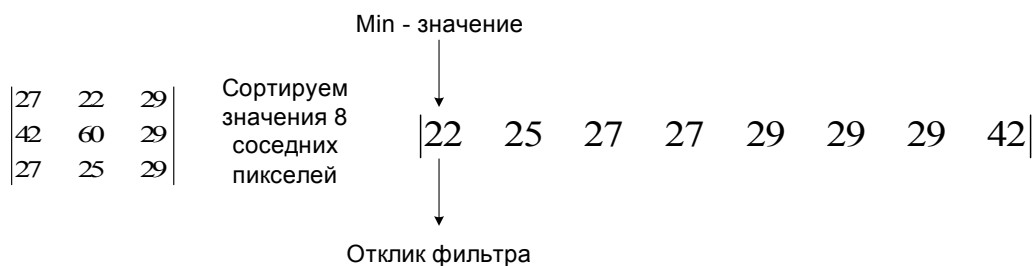 Min - значение
|27 22 29|
|42 60 29|
|27 25 29|
Сортируем
значения 8
соседних
пикселей
|22 25 27 27 29 29 29 42|
Отклик фильтра